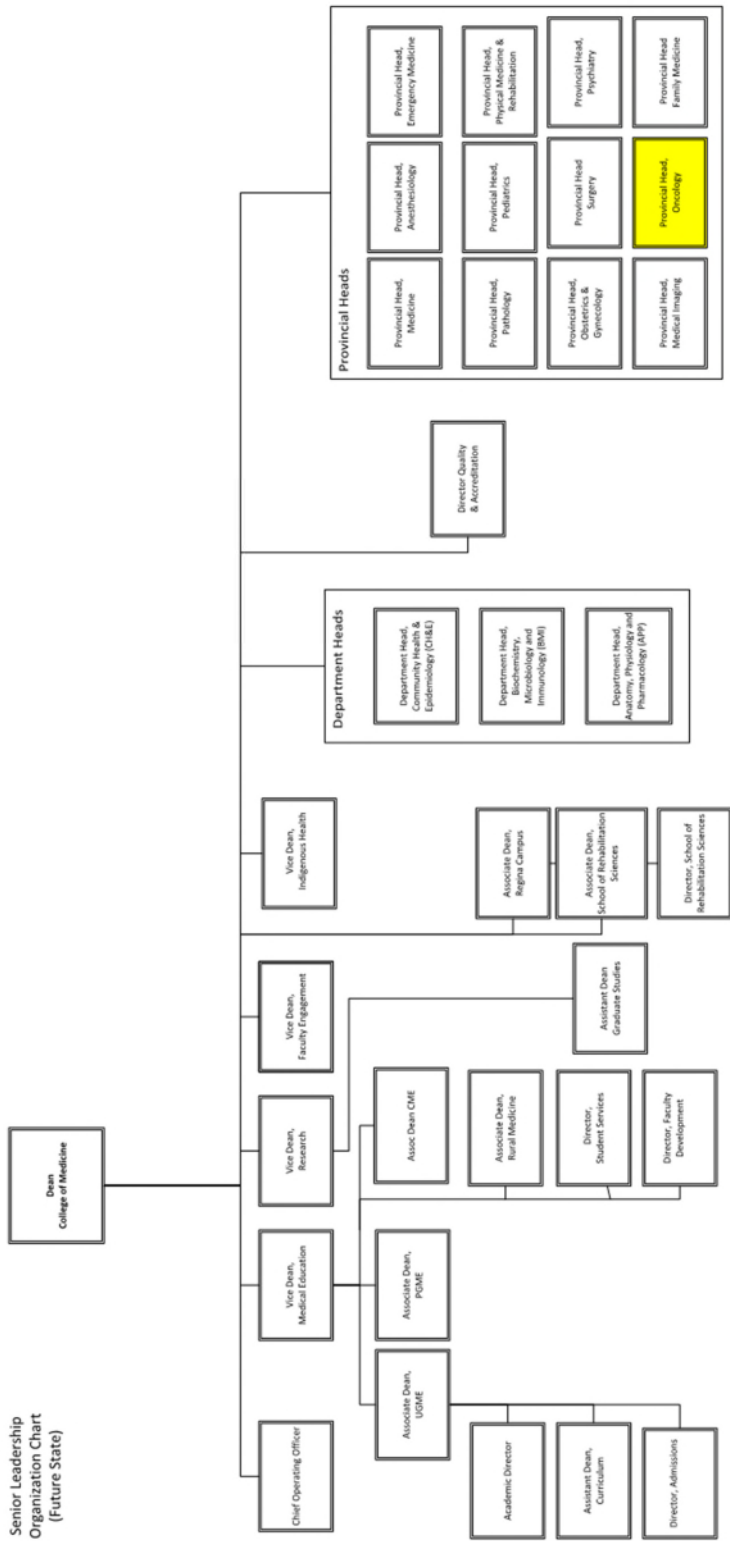 Senior Leadership
Organization Chart
(Future State)
Dean
College of Medicine
Chief Operating Officer
Vice Dean,
Medical Education
Vice Dean,
Research
Vice Dean,
Faculty Engagement
Vice Dean,
Indigenous Health
Associate Dean,
UGME
Associate Dean,
PGME
Assoc Dean CME
Academic Director
Assistant Dean,
Curriculum
Director, Admissions
Associate Dean,
Rural Medicine
Director,
Student Services
Director, Faculty
Development
Assistant Dean
Graduate Studies
Associate Dean,
Regina Campus
Associate Dean,
School of Rehabilitation
Sciences
Director, School of
Rehabilitation Sciences
Department Heads
Department Head,
Community Health &
Epidemiology (CH&E)
Department Head,
Biochemistry,
Microbiology and
Immunology (BMI)
Department Head,
Anatomy, Physiology and
Pharmacology (APP)
Director Quality
& Accreditation
Provincial Heads
Provincial Head,
Medicine
Provincial Head,
Anesthesiology
Provincial Head,
Emergency Medicine
Provincial Head,
Pathology
Provincial Head,
Pediatrics
Provincial Head,
Physical Medicine &
Rehabilitation
Provincial Head,
Obstetrics &
Gynecology
Provincial Head
Surgery
Provincial Head,
Psychiatry
Provincial Head,
Medical Imaging
Provincial Head,
Oncology
Provincial Head
Family Medicine